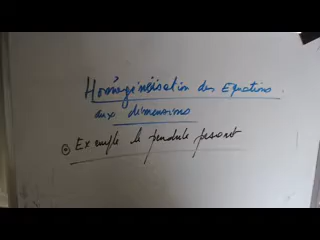 Homogénéisation des Equations
aux dimensions
Exemple le pendule pesant